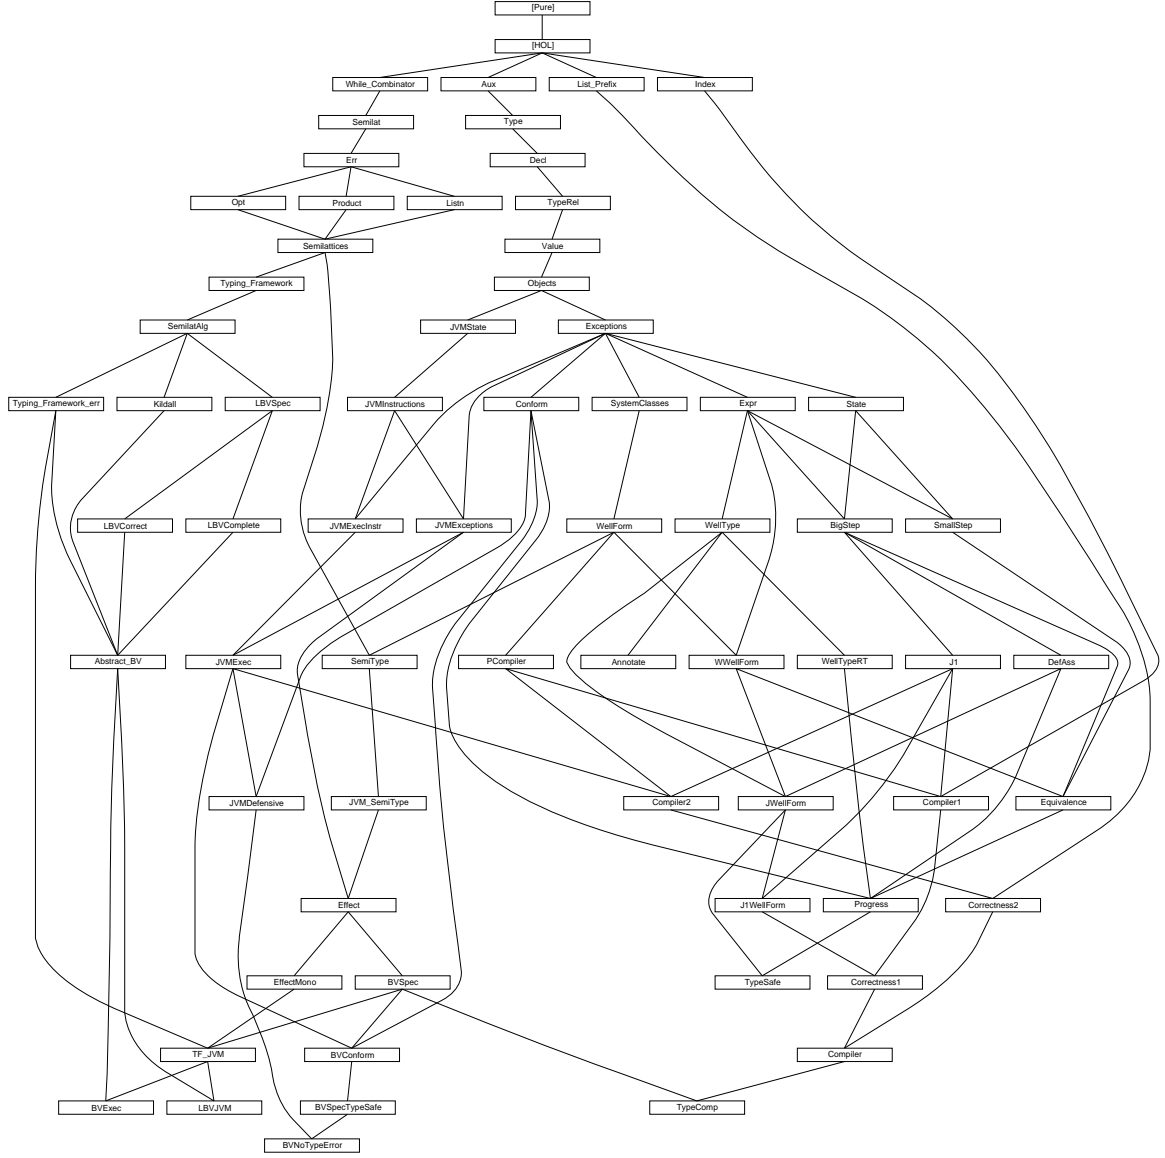 [Pure]
[HOL]
While_Combinator Aux List_Prefix Index
Semilat Type
Err Decl
Opt Product Listn TypeRel
Semilattices Value
Typing_Framework Objects
SemilatAlg JVMState Exceptions
Typing_Framework_err Kildall LBVSpec JVMInstructions Conform SystemClasses Expr State
LBVCorrect LBVComplete JVMExecInstr JVMExceptions WellForm WellType BigStep SmallStep
Abstract_BV JVMExec SemiType PCompiler Annotate WWellForm WellTypeRT J1 DefAss
JVMDefensive JVM_SemiType Compiler2 JWellForm Compiler1 Equivalence
Effect J1WellForm Progress Correctness2
EffectMono BVSpec TypeSafe Correctness1
TF_JVM BVConform Compiler
BVExec LBVJVM BVSpecTypeSafe TypeComp
BVNoTypeError